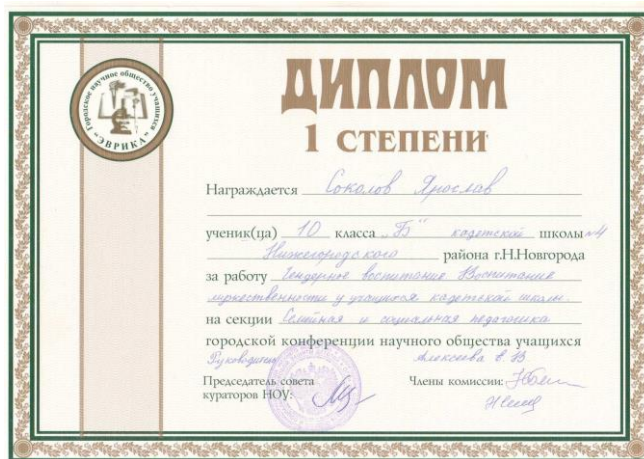 Городское научное общество учащихся
"ЭВРИКА"
ДИПЛОМ
1 СТЕПЕНИ
Награждается Соколов Ярослав
ученик(ца) 10 класса „Б" кадетской школы №4
Нижегородского района г.Н.Новгорода
за работу Гендерное воспитание Воспитание
мужественности у учащихся кадетской школы.
на секции Семейная и социальная педагогика
городской конференции научного общества учащихся
Руководитель Алексеева Е В
Председатель совета Члены комиссии:
кураторов НОУ: